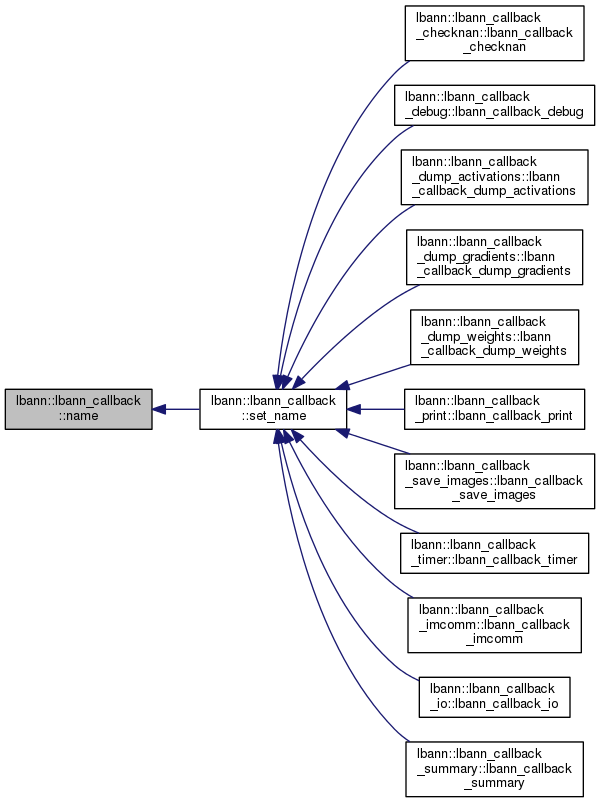 lbann::lbann_callback
_checknan::lbann_callback
_checknan
lbann::lbann_callback
_debug::lbann_callback_debug
lbann::lbann_callback
_dump_activations::lbann
_callback_dump_activations
lbann::lbann_callback
_dump_gradients::lbann
_callback_dump_gradients
lbann::lbann_callback
_dump_weights::lbann
_callback_dump_weights
lbann::lbann_callback
::name
lbann::lbann_callback
::set_name
lbann::lbann_callback
_print::lbann_callback_print
lbann::lbann_callback
_save_images::lbann_callback
_save_images
lbann::lbann_callback
_timer::lbann_callback_timer
lbann::lbann_callback
_imcomm::lbann_callback
_imcomm
lbann::lbann_callback
_io::lbann_callback_io
lbann::lbann_callback
_summary::lbann_callback
_summary